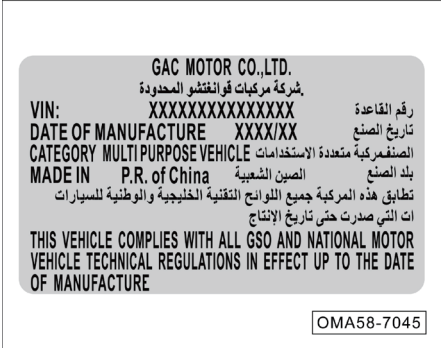 GAC MOTOR CO.,LTD.
شركة مركبات قوانغتشو المحدودة.
VIN: XXXXXXXXXXXXXXX رقم القاعدة
DATE OF MANUFACTURE XXXX/XX تاريخ الصنع
CATEGORY MULTI PURPOSE VEHICLE الصنف‎مركبة متعددة الاستخدامات
MADE IN P.R. of China الصين الشعبية بلد الصنع
تطابق هذه المركبة جميع اللوائح التقنية الخليجية والوطنية للسيارات
ات التي صدرت حتى تاريخ الإنتاج
THIS VEHICLE COMPLIES WITH ALL GSO AND NATIONAL MOTOR
VEHICLE TECHNICAL REGULATIONS IN EFFECT UP TO THE DATE
OF MANUFACTURE
OMA58-7045